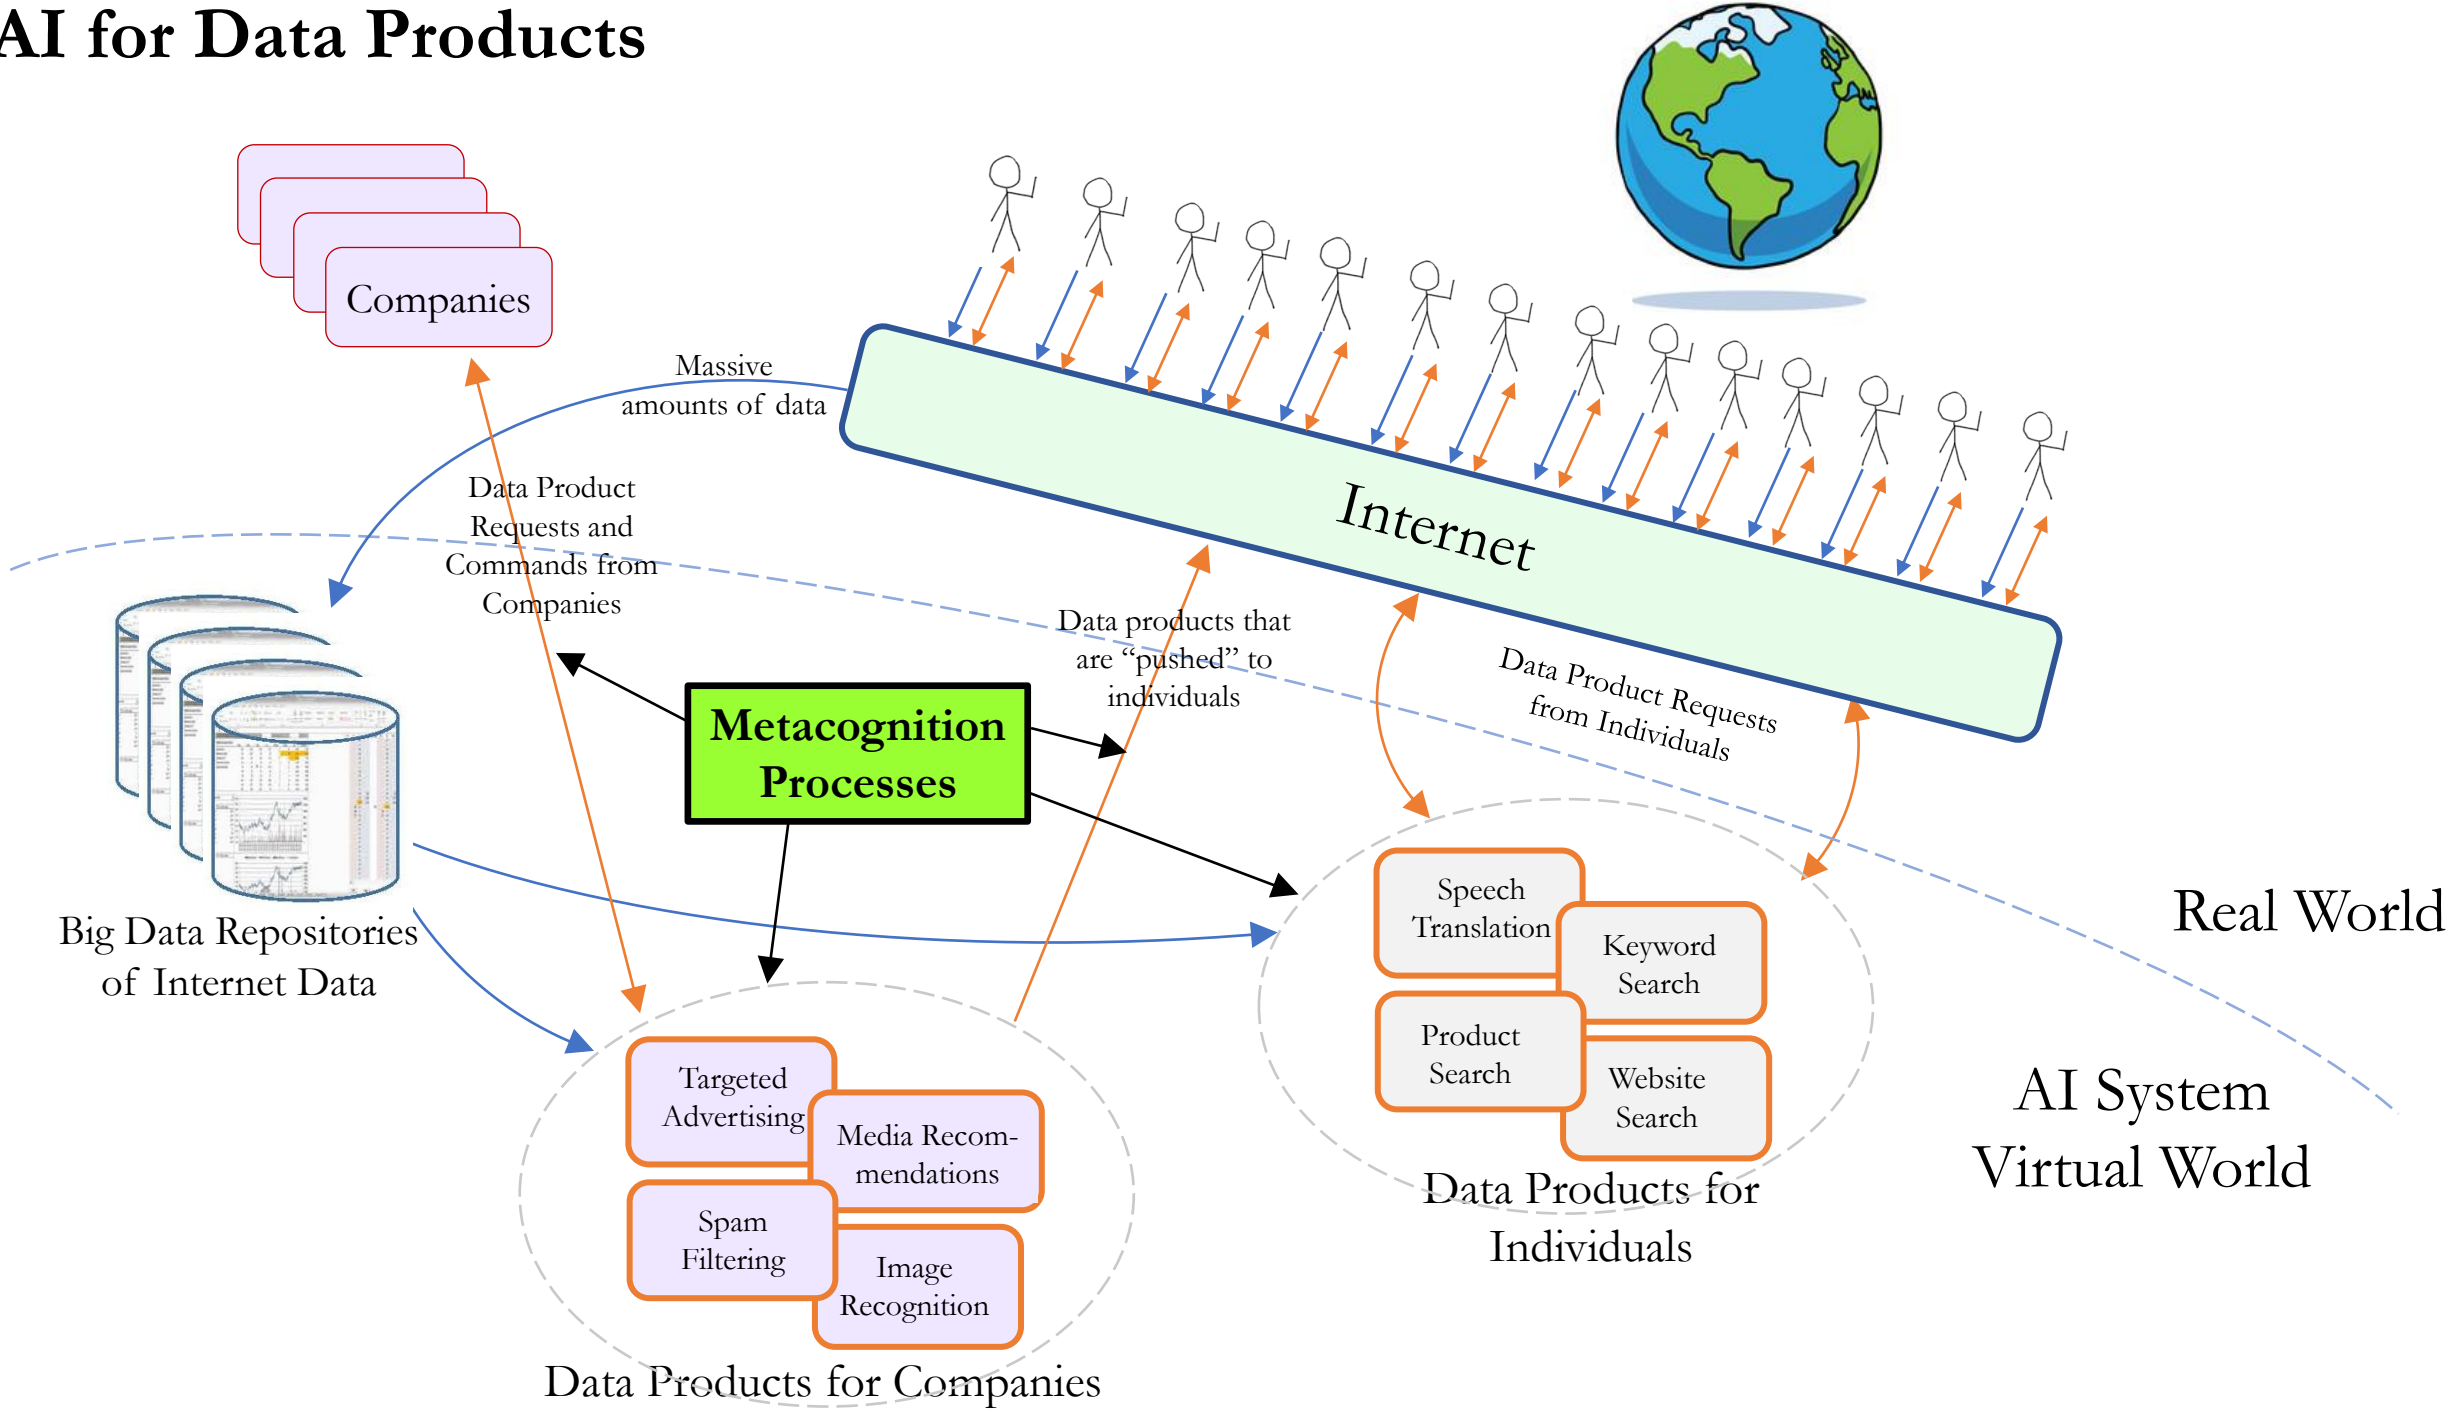 AI for Data Products
Companies
Massive
amounts of data
Data Product
Requests and
Commands from
Companies
Internet
Data products that
are “pushed” to
individuals
Data Product Requests
from Individuals
Metacognition
Processes
Big Data Repositories
of Internet Data
Speech
Translation
Keyword
Search
Product
Search
Website
Search
Data Products for
Individuals
Real World
AI System
Virtual World
Targeted
Advertising
Media Recom-
mendations
Spam
Filtering
Image
Recognition
Data Products for Companies